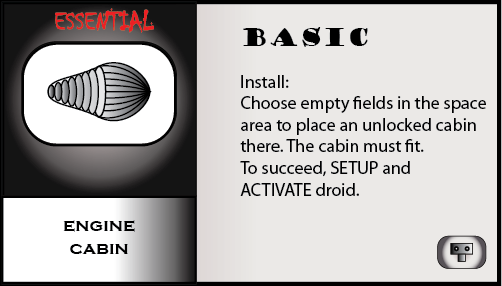 ESSENTIAL
BASIC
Install:
Choose empty fields in the space
area to place an unlocked cabin
there. The cabin must fit.
To succeed, SETUP and
ACTIVATE droid.
ENGINE
CABIN